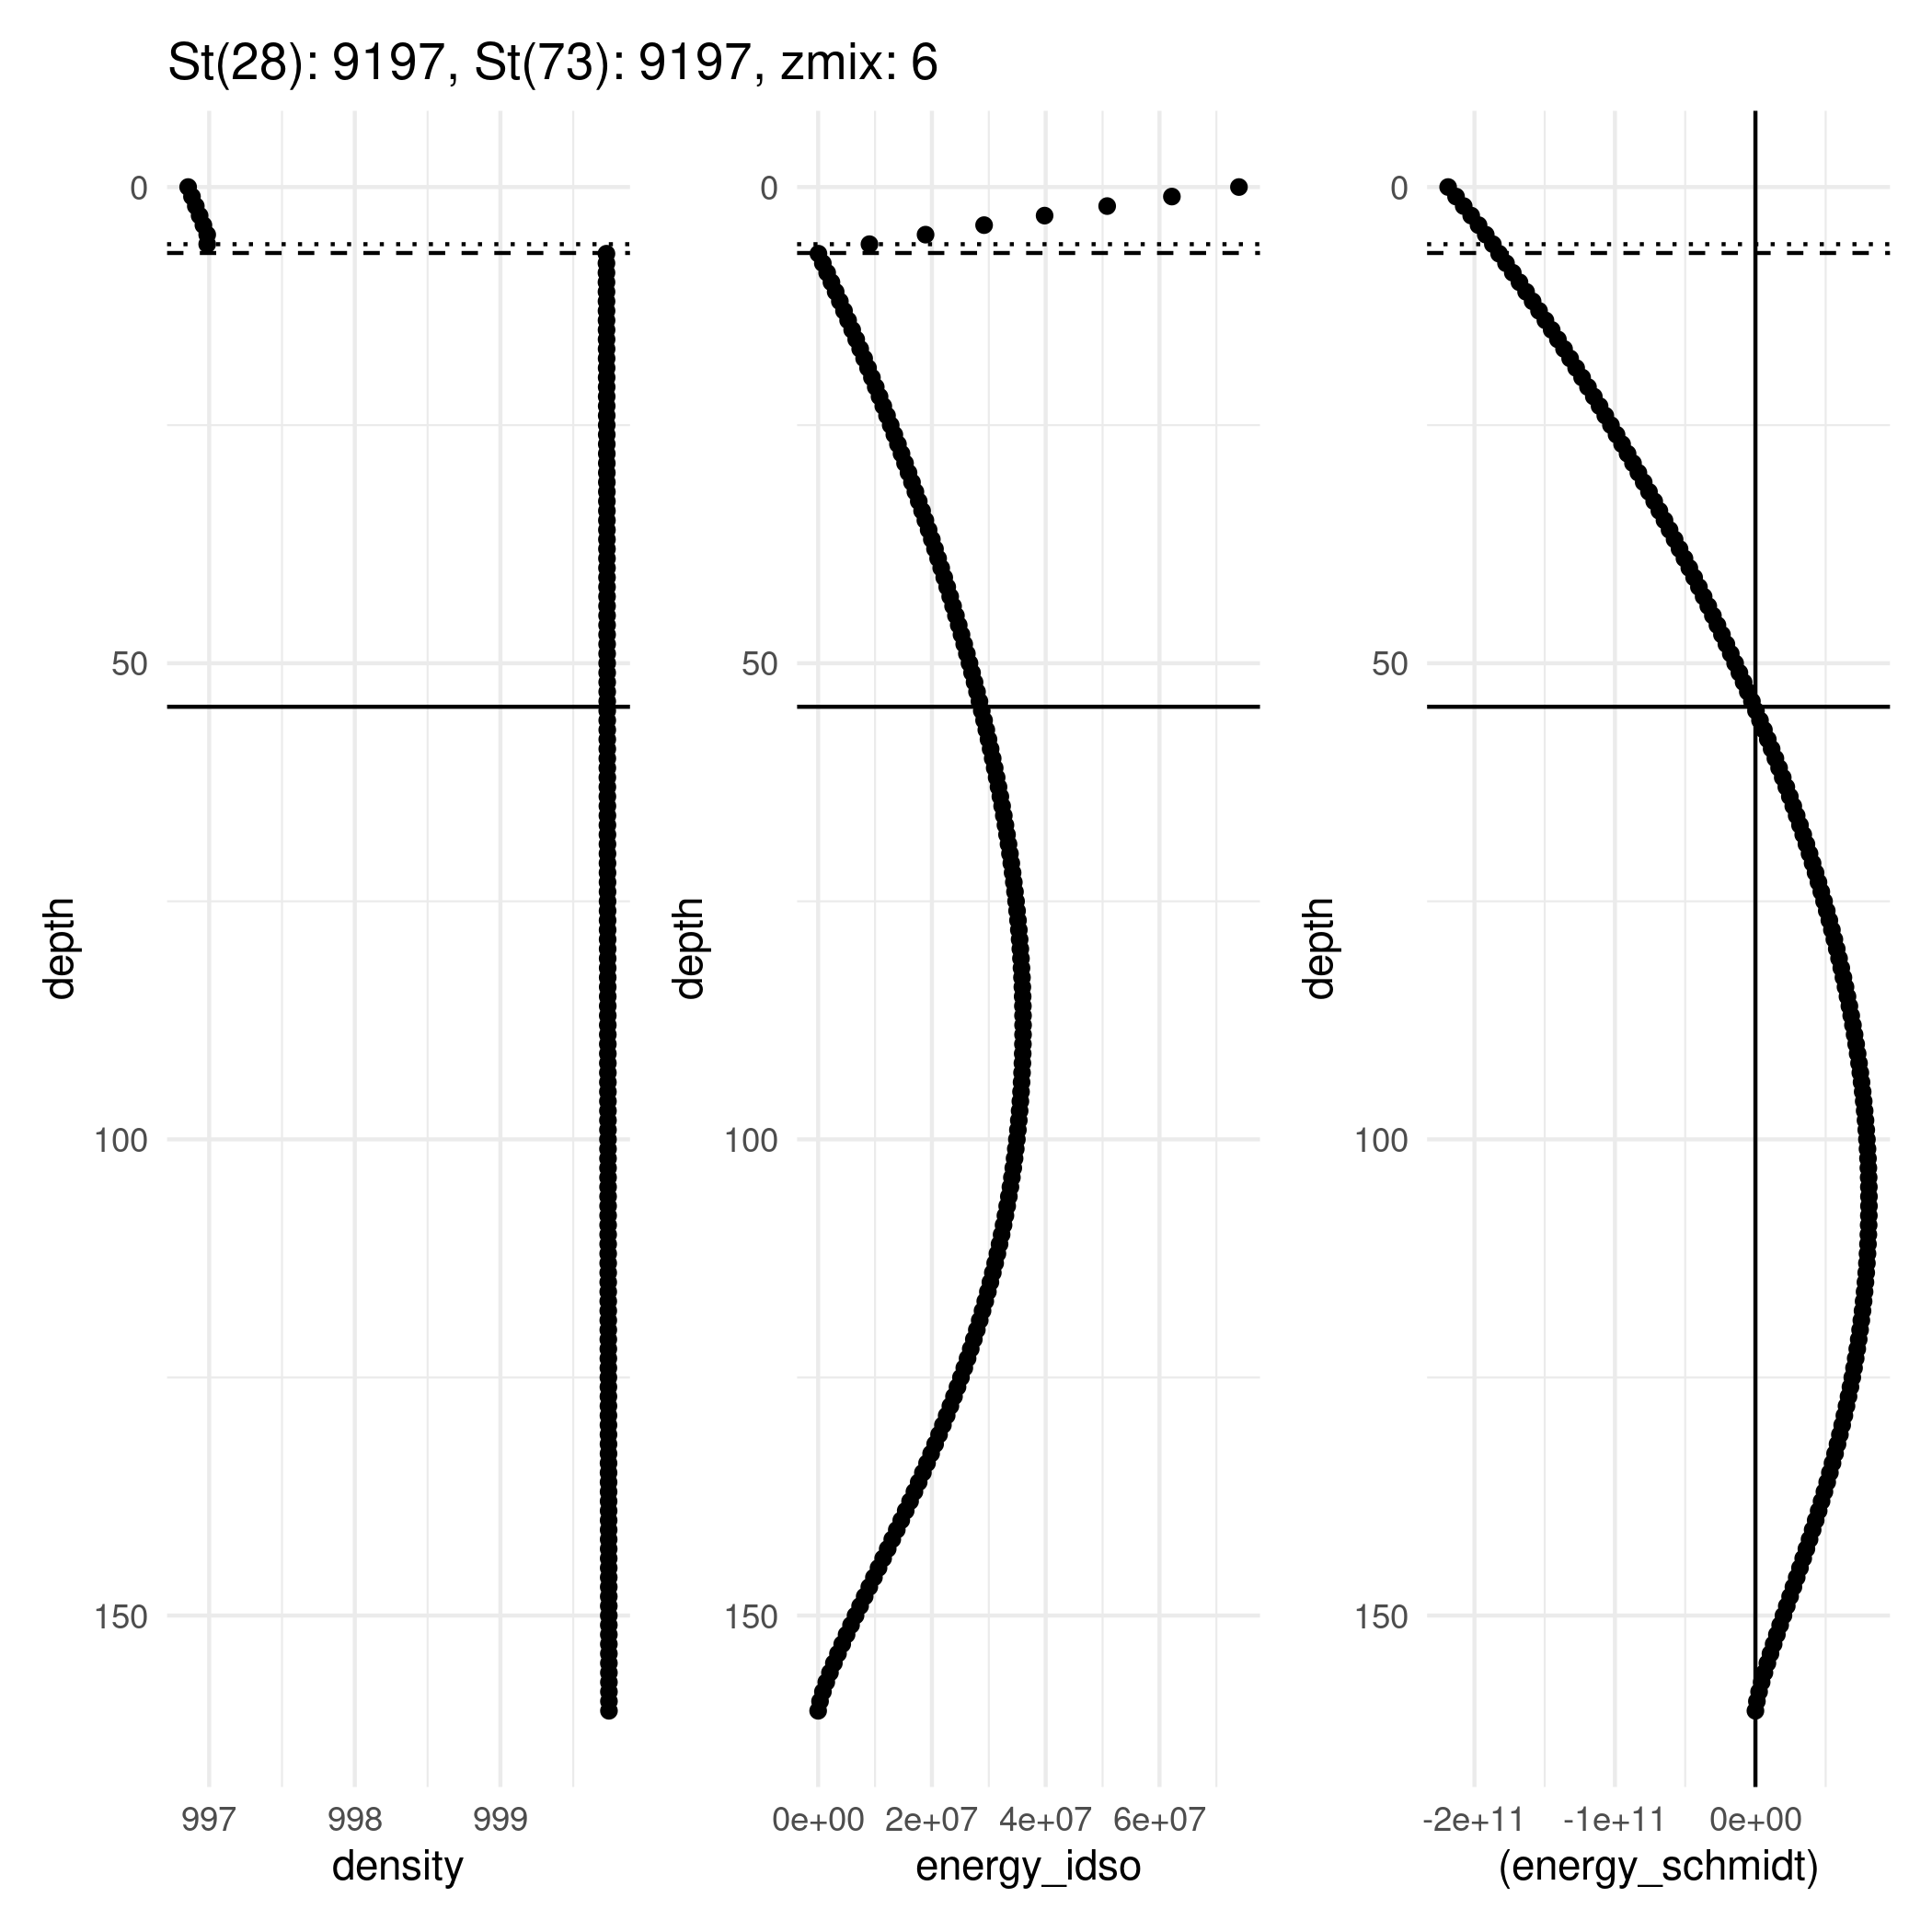 St(28): 9197, St(73): 9197, zmix: 6
depth
0
50
100
150
997 998 999
density
depth
0
50
100
150
0e+00 2e+07 4e+07 6e+07
energy_idso
depth
0
50
100
150
-2e+11 -1e+11 0e+00
(energy_schmidt)